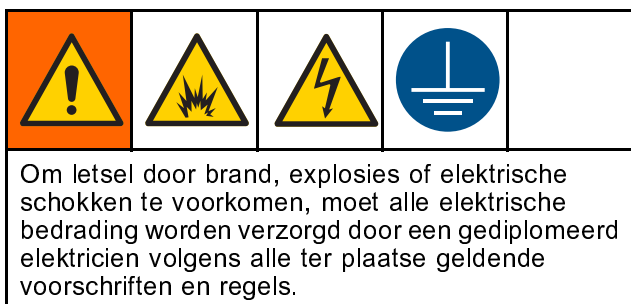 Om letsel door brand, explosies of elektrische
schokken te voorkomen, moet alle elektrische
bedrading worden verzorgd door een gediplomeerd
elektricien volgens alle ter plaatse geldende
voorschriften en regels.